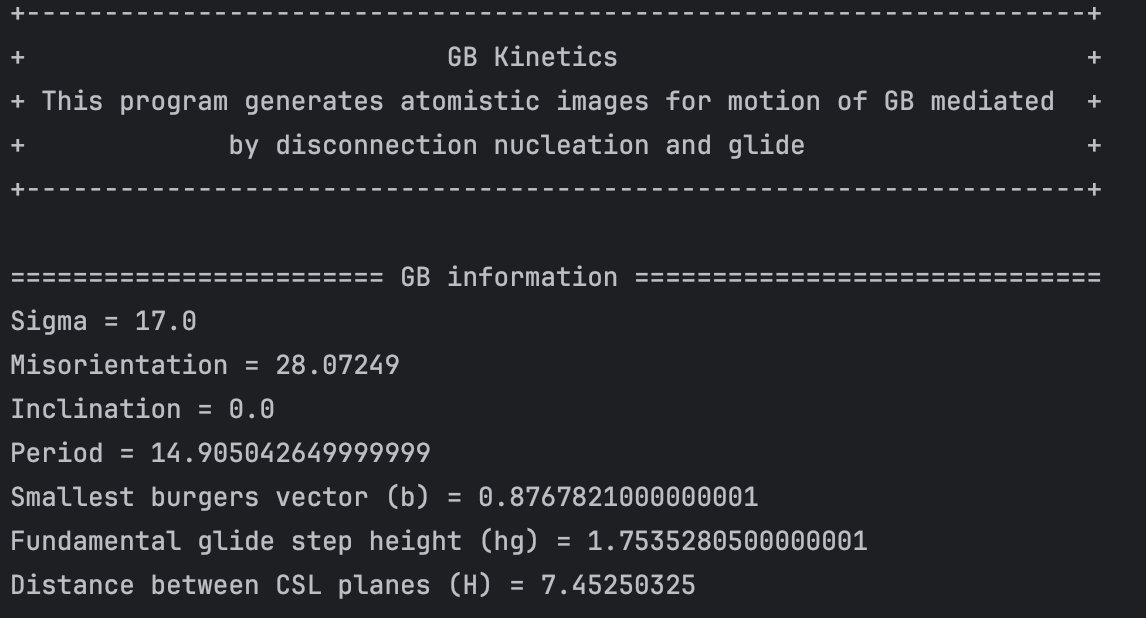 +--------------------------------------------------------------------+
+ GB Kinetics +
+ This program generates atomistic images for motion of GB mediated +
+ by disconnection nucleation and glide +
+--------------------------------------------------------------------+
======================== GB information ==============================
Sigma = 17.0
Misorientation = 28.07249
Inclination = 0.0
Period = 14.905042649999999
Smallest burgers vector (b) = 0.8767821000000001
Fundamental glide step height (hg) = 1.7535280500000001
Distance between CSL planes (H) = 7.45250325